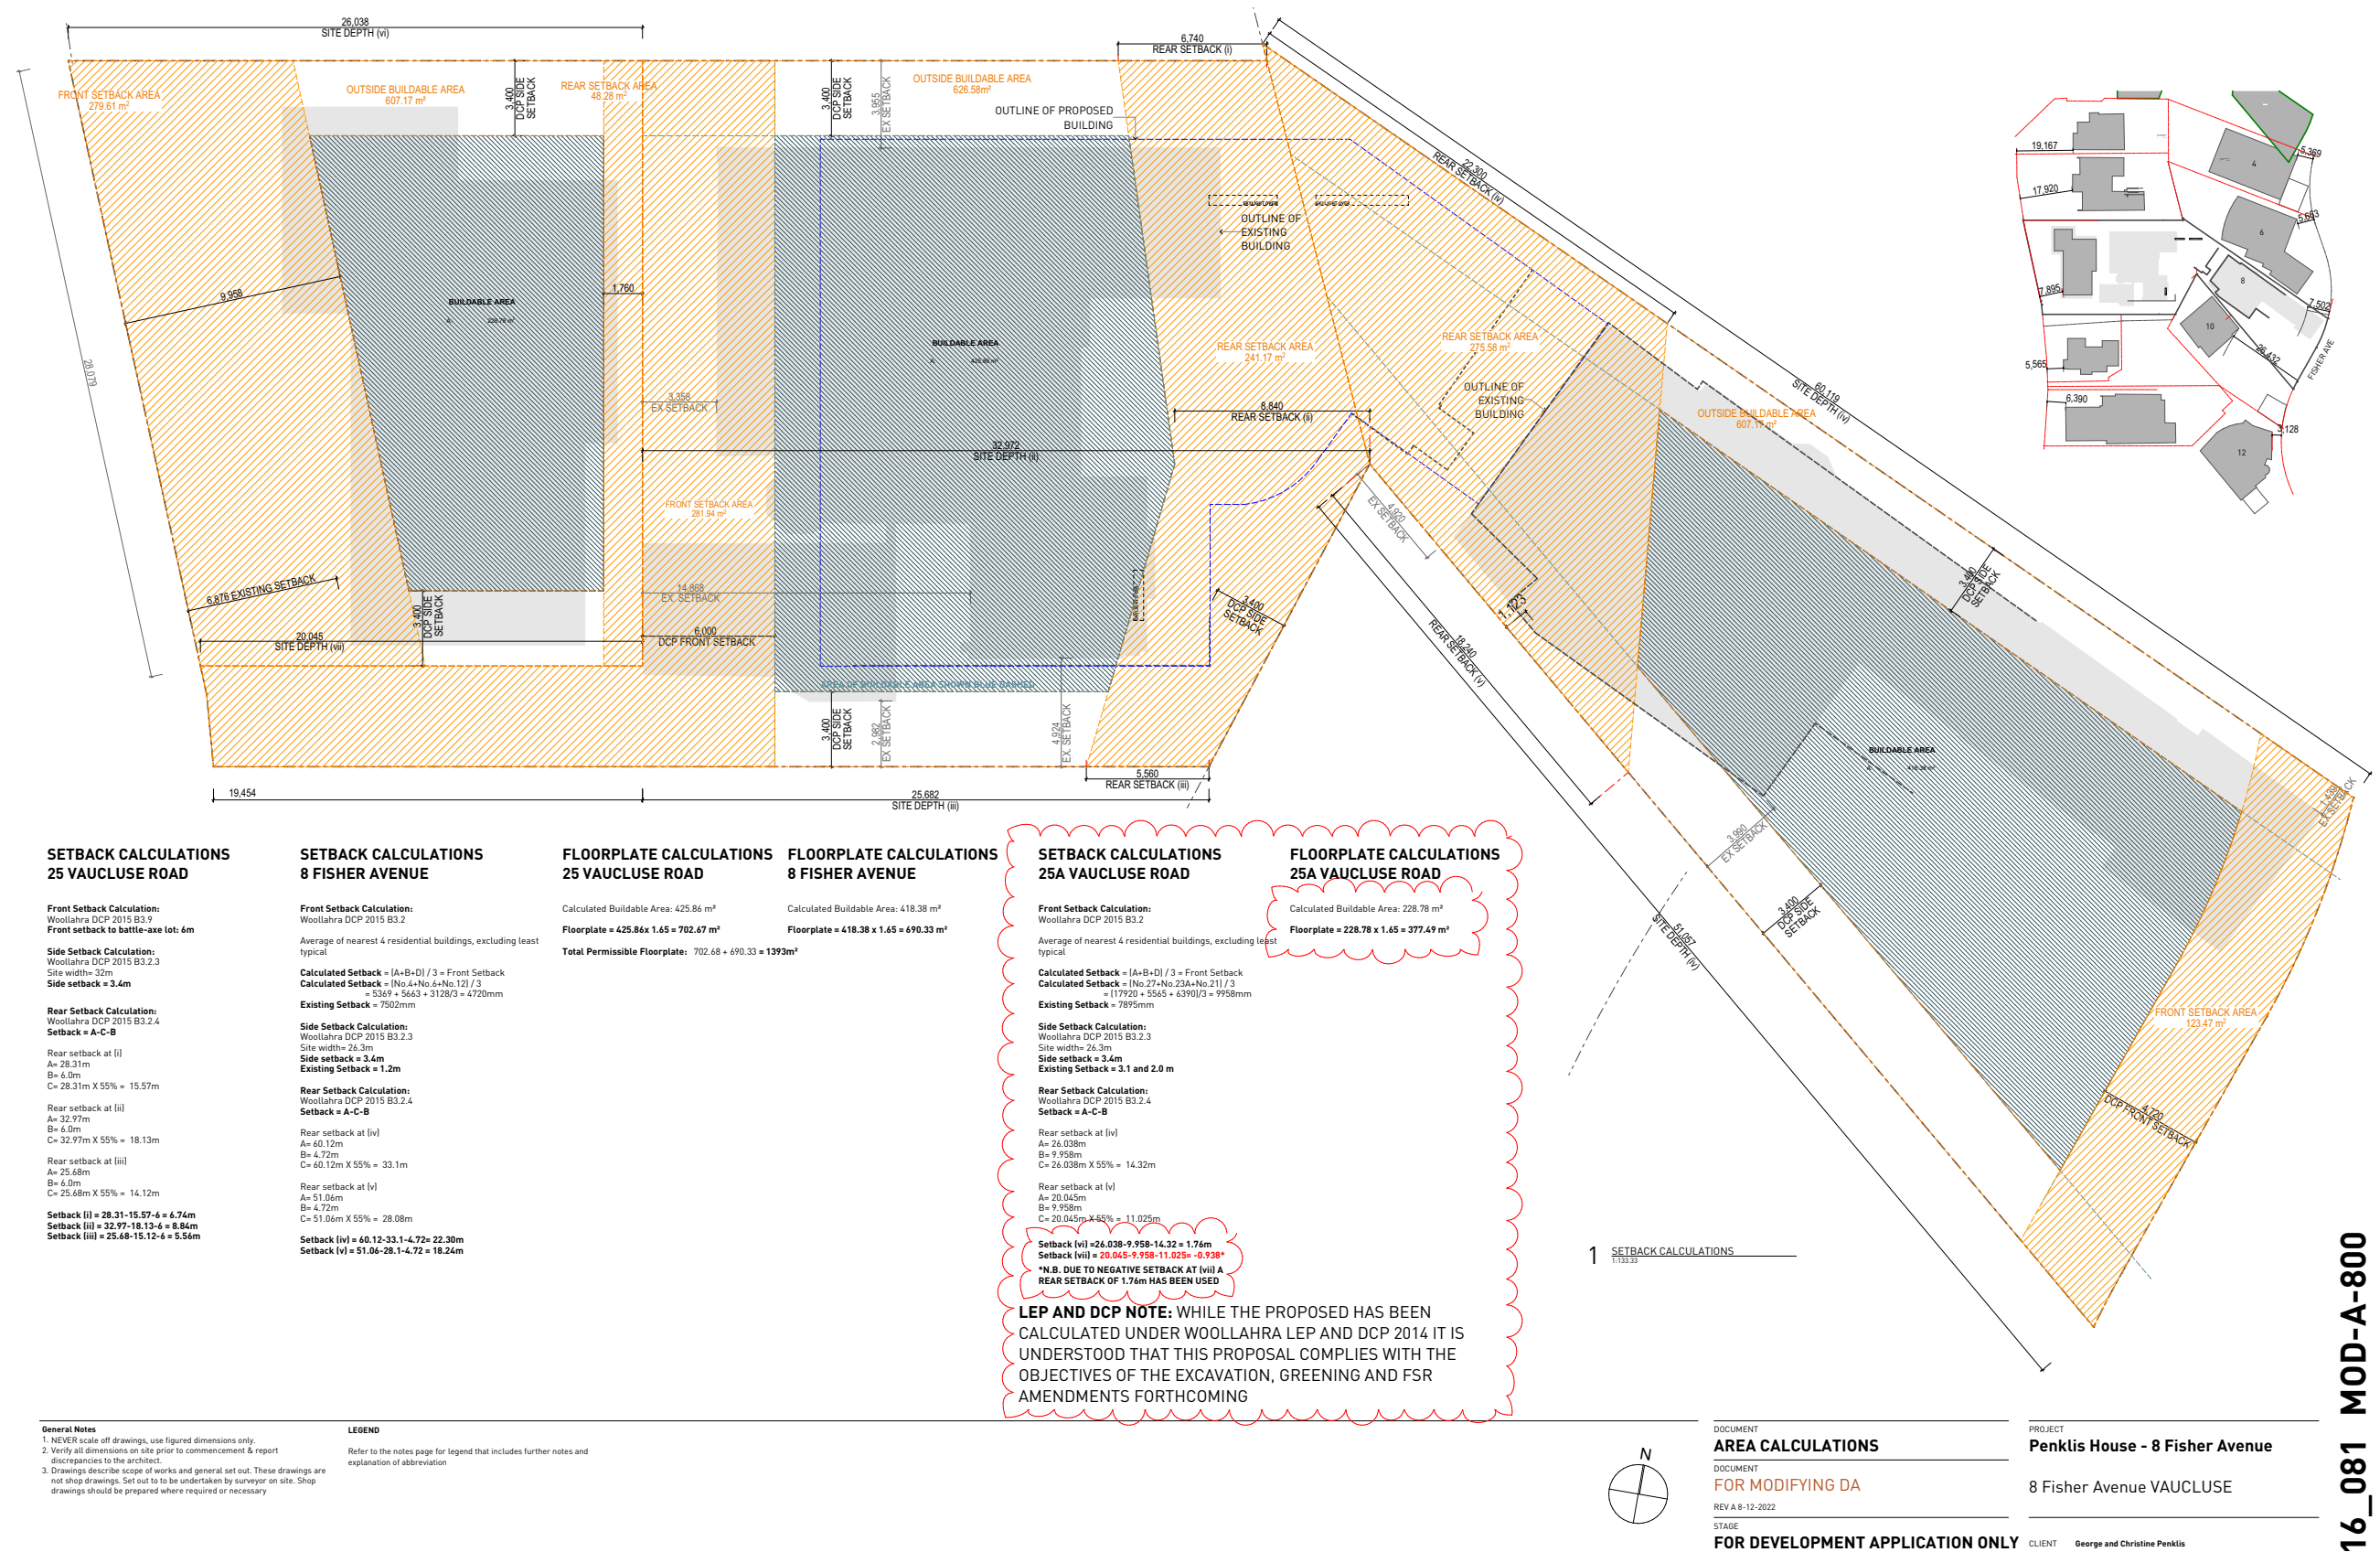 26,038
SITE DEPTH (vi)
6,740
REAR SETBACK (i)
FRONT SETBACK AREA
279.61 m²
OUTSIDE BUILDABLE AREA
607.17 m²
3,400
DCP SIDE
SETBACK
REAR SETBACK AREA
48.28 m²
3,400
DCP SIDE
SETBACK
3,955
EX SETBACK
OUTSIDE BUILDABLE AREA
626.58m²
OUTLINE OF PROPOSED
BUILDING
22,300
REAR SETBACK (iv)
OUTLINE OF
EXISTING
BUILDING
28,079
9,958
1,760
BUILDABLE AREA
A: 228.78 m²
BUILDABLE AREA
A: 425.86 m²
REAR SETBACK AREA
241.17 m²
REAR SETBACK AREA
275.58 m²
OUTLINE OF
EXISTING
BUILDING
60,119
SITE DEPTH (iv)
OUTSIDE BUILDABLE AREA
607.17 m²
3,358
EX SETBACK
8,840
REAR SETBACK (ii)
32,972
SITE DEPTH (ii)
FRONT SETBACK AREA
281.94 m²
4,920
EX SETBACK
6,876 EXISTING SETBACK
3,400
DCP SIDE
SETBACK
14,868
EX. SETBACK
6,000
DCP FRONT SETBACK
20,045
SITE DEPTH (vii)
3,400
DCP SIDE
SETBACK
1,123
18,240
REAR SETBACK (v)
3,400
DCP SIDE
SETBACK
AREA OF BUILDABLE AREA SHOWN BLUE DASHED
3,400
DCP SIDE
SETBACK
2,982
EX SETBACK
4,924
EX. SETBACK
5,560
REAR SETBACK (iii)
19,454
25,682
SITE DEPTH (iii)
BUILDABLE AREA
A: 418.38 m²
1,439
EX SETBACK
3,990
EX SETBACK
3,400
DCP SIDE
SETBACK
51,057
SITE DEPTH (iv)
FRONT SETBACK AREA
123.47 m²
4,720
DCP FRONT SETBACK
19,167
17,920
7,895
5,565
6,390
5,369
5,663
7,502
26,432
3,128
4
6
8
10
12
FISHER AVE
SETBACK CALCULATIONS
25 VAUCLUSE ROAD
Front Setback Calculation:
Woollahra DCP 2015 B3.9
Front setback to battle-axe lot: 6m
Side Setback Calculation:
Woollahra DCP 2015 B3.2.3
Site width= 32m
Side setback = 3.4m
Rear Setback Calculation:
Woollahra DCP 2015 B3.2.4
Setback = A-C-B
Rear setback at (i)
A= 28.31m
B= 6.0m
C= 28.31m X 55% = 15.57m
Rear setback at (ii)
A= 32.97m
B= 6.0m
C= 32.97m X 55% = 18.13m
Rear setback at (iii)
A= 25.68m
B= 6.0m
C= 25.68m X 55% = 14.12m
Setback (i) = 28.31-15.57-6 = 6.74m
Setback (ii) = 32.97-18.13-6 = 8.84m
Setback (iii) = 25.68-15.12-6 = 5.56m
SETBACK CALCULATIONS
8 FISHER AVENUE
Front Setback Calculation:
Woollahra DCP 2015 B3.2
Average of nearest 4 residential buildings, excluding least
typical
Calculated Setback = (A+B+D) / 3 = Front Setback
Calculated Setback = (No.4+No.6+No.12) / 3
= 5369 + 5663 + 3128/3 = 4720mm
Existing Setback = 7502mm
Side Setback Calculation:
Woollahra DCP 2015 B3.2.3
Site width= 26.3m
Side setback = 3.4m
Existing Setback = 1.2m
Rear Setback Calculation:
Woollahra DCP 2015 B3.2.4
Setback = A-C-B
Rear setback at (iv)
A= 60.12m
B= 4.72m
C= 60.12m X 55% = 33.1m
Rear setback at (v)
A= 51.06m
B= 4.72m
C= 51.06m X 55% = 28.08m
Setback (iv) = 60.12-33.1-4.72= 22.30m
Setback (v) = 51.06-28.1-4.72 = 18.24m
FLOORPLATE CALCULATIONS
25 VAUCLUSE ROAD
Calculated Buildable Area: 425.86 m²
Floorplate = 425.86x 1.65 = 702.67 m²
Total Permissible Floorplate: 702.68 + 690.33 = 1393m²
FLOORPLATE CALCULATIONS
8 FISHER AVENUE
Calculated Buildable Area: 418.38 m²
Floorplate = 418.38 x 1.65 = 690.33 m²
SETBACK CALCULATIONS
25A VAUCLUSE ROAD
Front Setback Calculation:
Woollahra DCP 2015 B3.2
Average of nearest 4 residential buildings, excluding least
typical
Calculated Setback = (A+B+D) / 3 = Front Setback
Calculated Setback = (No.27+No.23A+No.21) / 3
= (17920 + 5565 + 6390)/3 = 9958mm
Existing Setback = 7895mm
Side Setback Calculation:
Woollahra DCP 2015 B3.2.3
Site width= 26.3m
Side setback = 3.4m
Existing Setback = 3.1 and 2.0 m
Rear Setback Calculation:
Woollahra DCP 2015 B3.2.4
Setback = A-C-B
Rear setback at (iv)
A= 26.038m
B= 9.958m
C= 26.038m X 55% = 14.32m
Rear setback at (v)
A= 20.045m
B= 9.958m
C= 20.045m X 55% = 11.025m
Setback (vi) =26.038-9.958-14.32 = 1.76m
Setback (vii) = 20.045-9.958-11.025= -0.938*
*N.B. DUE TO NEGATIVE SETBACK AT (vii) A
REAR SETBACK OF 1.76m HAS BEEN USED
FLOORPLATE CALCULATIONS
25A VAUCLUSE ROAD
Calculated Buildable Area: 228.78 m²
Floorplate = 228.78 x 1.65 = 377.49 m²
LEP AND DCP NOTE: WHILE THE PROPOSED HAS BEEN
CALCULATED UNDER WOOLLAHRA LEP AND DCP 2014 IT IS
UNDERSTOOD THAT THIS PROPOSAL COMPLIES WITH THE
OBJECTIVES OF THE EXCAVATION, GREENING AND FSR
AMENDMENTS FORTHCOMING
1 SETBACK CALCULATIONS
1:133.33
General Notes
1. NEVER scale off drawings, use figured dimensions only.
2. Verify all dimensions on site prior to commencement & report
discrepancies to the architect.
3. Drawings describe scope of works and general set out. These drawings are
not shop drawings. Set out to to be undertaken by surveyor on site. Shop
drawings should be prepared where required or necessary
LEGEND
Refer to the notes page for legend that includes further notes and
explanation of abbreviation
N
DOCUMENT
AREA CALCULATIONS
DOCUMENT
FOR MODIFYING DA
REV A 8-12-2022
STAGE
FOR DEVELOPMENT APPLICATION ONLY
PROJECT
Penklis House - 8 Fisher Avenue
8 Fisher Avenue VAUCLUSE
CLIENT George and Christine Penklis
16_081 MOD-A-800